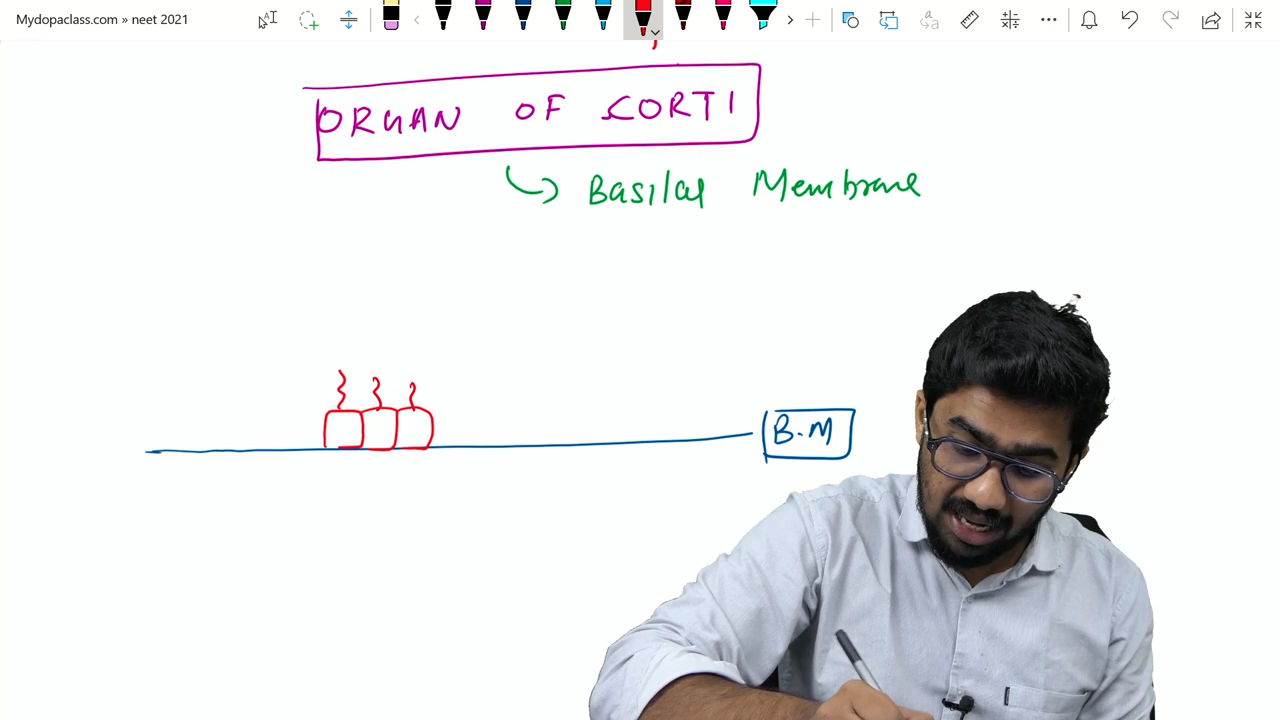 Mydopaclass.com » neet 2021
ORGAN OF CORTI
Basilar Membrane
B.M